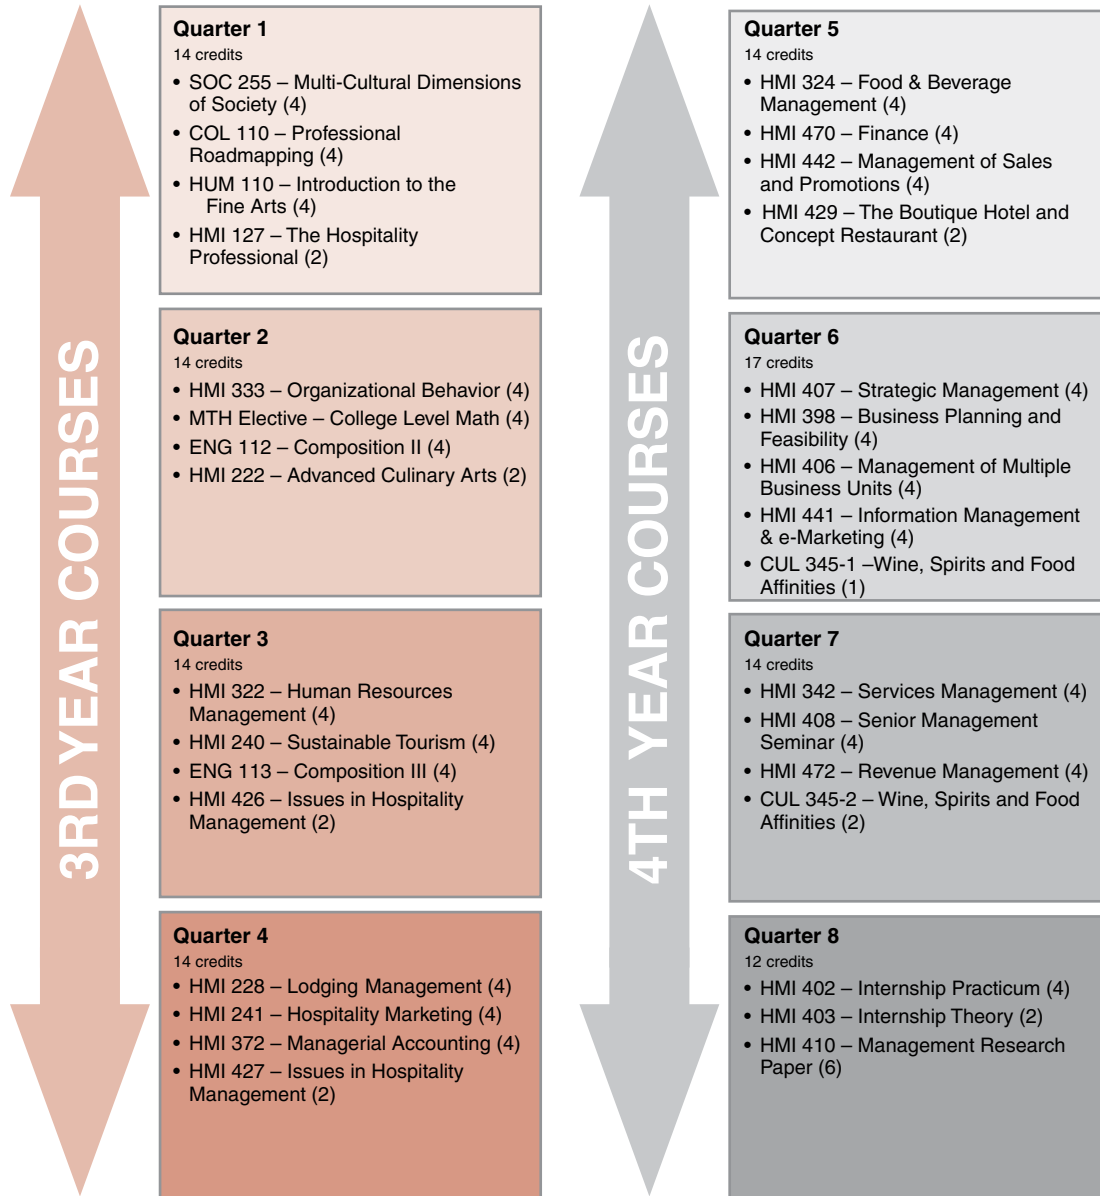 3RD YEAR COURSES
Quarter 1
14 credits
• SOC 255 – Multi-Cultural Dimensions
of Society (4)
• COL 110 – Professional
Roadmapping (4)
• HUM 110 – Introduction to the
Fine Arts (4)
• HMI 127 – The Hospitality
Professional (2)
Quarter 2
14 credits
• HMI 333 – Organizational Behavior (4)
• MTH Elective – College Level Math (4)
• ENG 112 – Composition II (4)
• HMI 222 – Advanced Culinary Arts (2)
Quarter 3
14 credits
• HMI 322 – Human Resources
Management (4)
• HMI 240 – Sustainable Tourism (4)
• ENG 113 – Composition III (4)
• HMI 426 – Issues in Hospitality
Management (2)
Quarter 4
14 credits
• HMI 228 – Lodging Management (4)
• HMI 241 – Hospitality Marketing (4)
• HMI 372 – Managerial Accounting (4)
• HMI 427 – Issues in Hospitality
Management (2)
4TH YEAR COURSES
Quarter 5
14 credits
• HMI 324 – Food & Beverage
Management (4)
• HMI 470 – Finance (4)
• HMI 442 – Management of Sales
and Promotions (4)
• HMI 429 – The Boutique Hotel and
Concept Restaurant (2)
Quarter 6
17 credits
• HMI 407 – Strategic Management (4)
• HMI 398 – Business Planning and
Feasibility (4)
• HMI 406 – Management of Multiple
Business Units (4)
• HMI 441 – Information Management
& e-Marketing (4)
• CUL 345-1 –Wine, Spirits and Food
Affinities (1)
Quarter 7
14 credits
• HMI 342 – Services Management (4)
• HMI 408 – Senior Management
Seminar (4)
• HMI 472 – Revenue Management (4)
• CUL 345-2 – Wine, Spirits and Food
Affinities (2)
Quarter 8
12 credits
• HMI 402 – Internship Practicum (4)
• HMI 403 – Internship Theory (2)
• HMI 410 – Management Research
Paper (6)